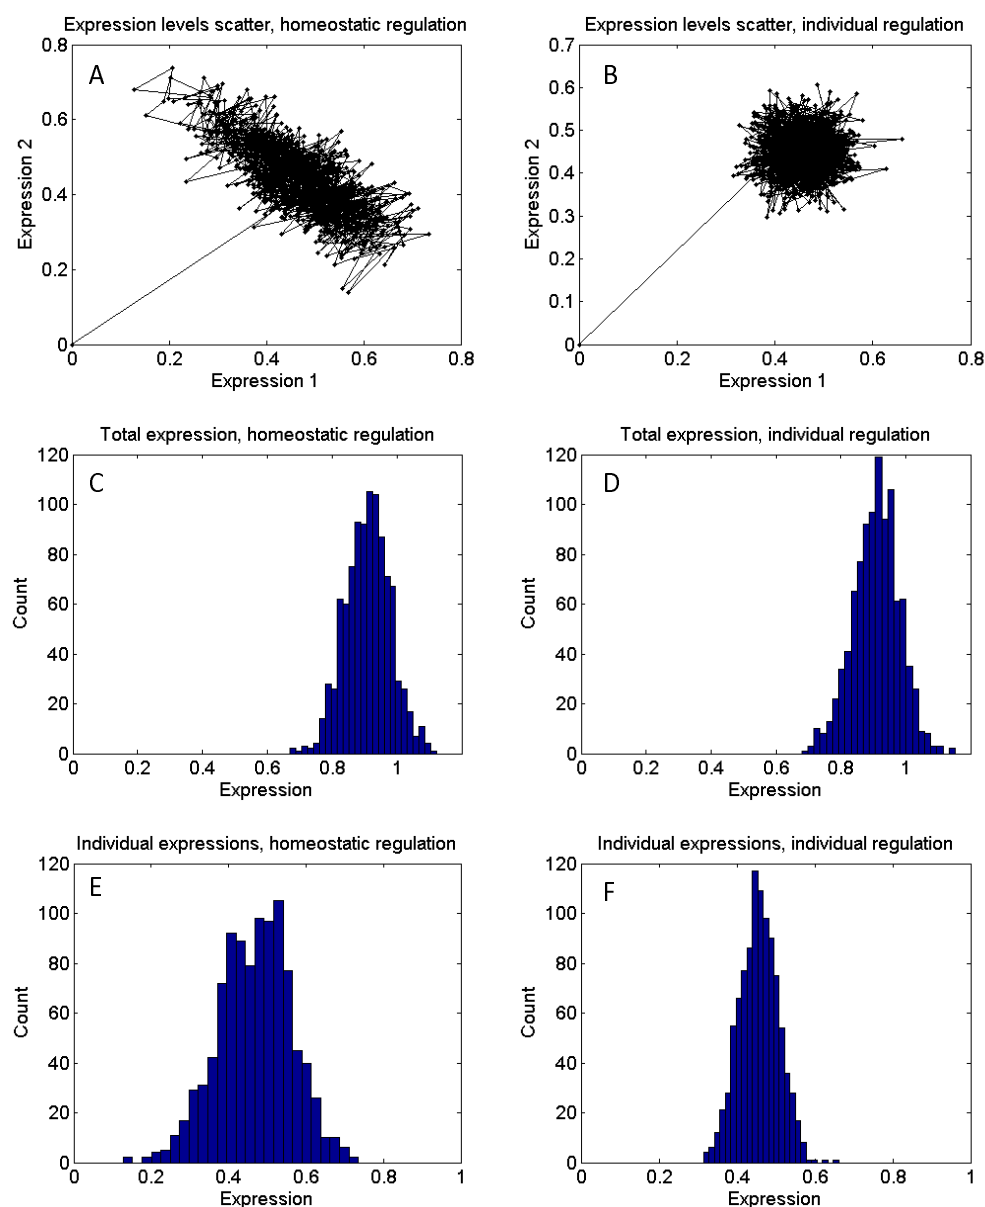 Expression levels scatter, homeostatic regulation
A
0.8
0.6
0.4
0.2
0
Expression 2
0 0.2 0.4 0.6 0.8
Expression 1
Expression levels scatter, individual regulation
B
0.7
0.6
0.5
0.4
0.3
0.2
0.1
0
Expression 2
0 0.2 0.4 0.6 0.8
Expression 1
Total expression, homeostatic regulation
C
120
100
80
60
40
20
0
Count
0 0.2 0.4 0.6 0.8 1
Expression
Total expression, individual regulation
D
120
100
80
60
40
20
0
Count
0 0.2 0.4 0.6 0.8 1
Expression
Individual expressions, homeostatic regulation
E
120
100
80
60
40
20
0
Count
0 0.2 0.4 0.6 0.8 1
Expression
Individual expressions, individual regulation
F
120
100
80
60
40
20
0
Count
0 0.2 0.4 0.6 0.8 1
Expression